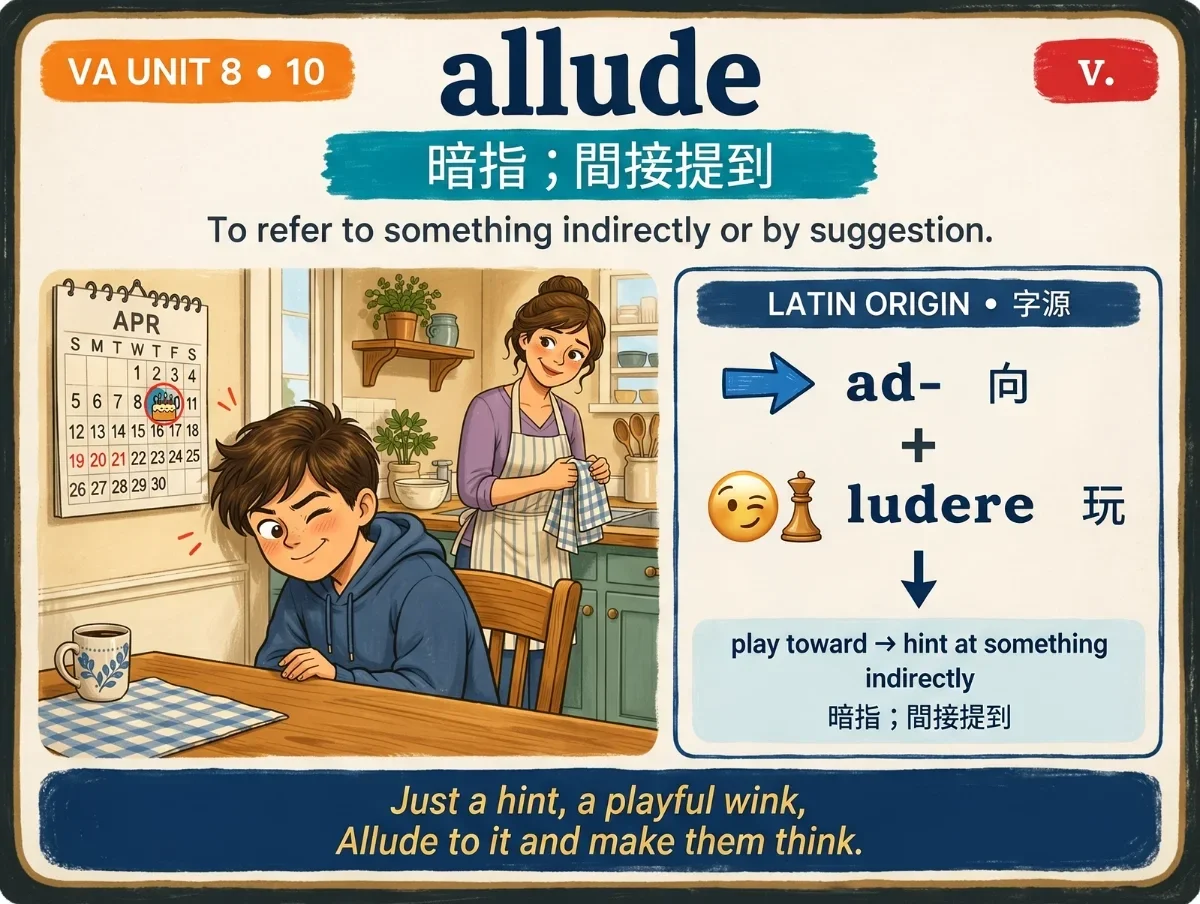 VA UNIT 8 • 10
allude
v.
暗指；間接提到
To refer to something indirectly or by suggestion.
APR
S M T W T F S
1 2 3 4
5 6 7 8 0 11
12 13 14 15 16 17 18
19 20 21 22 23 24 25
26 27 28 29 30
LATIN ORIGIN • 字源
ad- 向
+
ludere 玩
play toward → hint at something
indirectly
暗指；間接提到
Just a hint, a playful wink,
Allude to it and make them think.